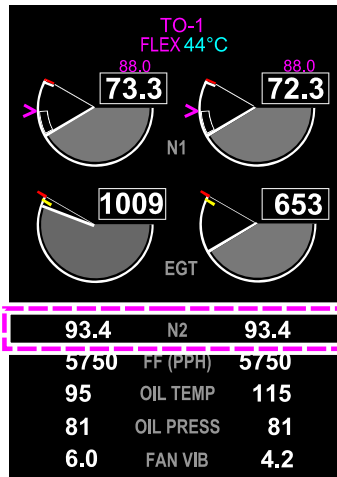 TO-1
FLEX 44°C
88.0 88.0
73.3 72.3
N1
1009 653
EGT
93.4 N2 93.4
5750 FF (PPH) 5750
95 OIL TEMP 115
81 OIL PRESS 81
6.0 FAN VIB 4.2